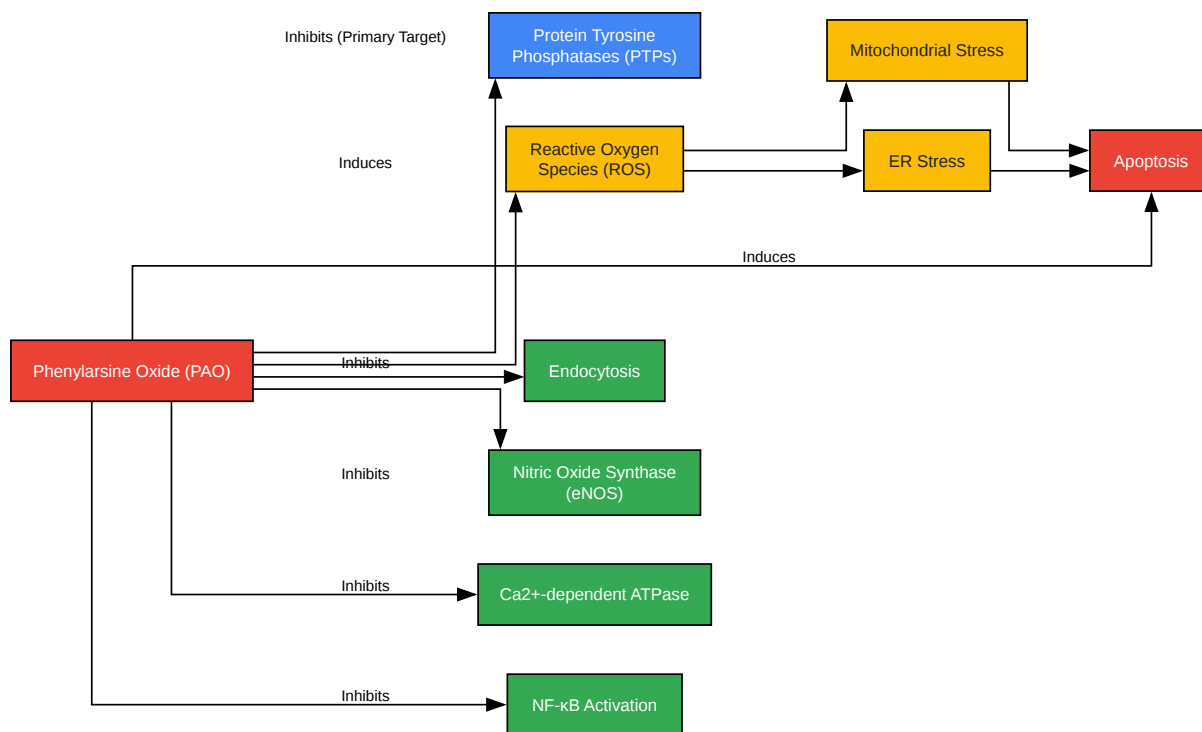 Inhibits (Primary Target)
Protein Tyrosine
Phosphatases (PTPs)
Mitochondrial Stress
Induces
Reactive Oxygen
Species (ROS)
ER Stress
Apoptosis
Induces
Phenylarsine Oxide (PAO)
Inhibits
Endocytosis
Inhibits
Nitric Oxide Synthase
(eNOS)
Inhibits
Ca2+-dependent ATPase
Inhibits
NF-κB Activation